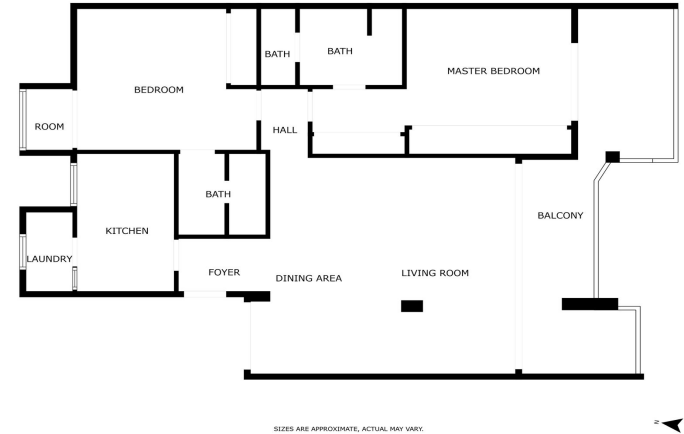 BATH
BATH
MASTER BEDROOM
BEDROOM
ROOM
HALL
BATH
BALCONY
KITCHEN
LAUNDRY
FOYER
DINING AREA
LIVING ROOM
N
SIZES ARE APPROXIMATE, ACTUAL MAY VARY.